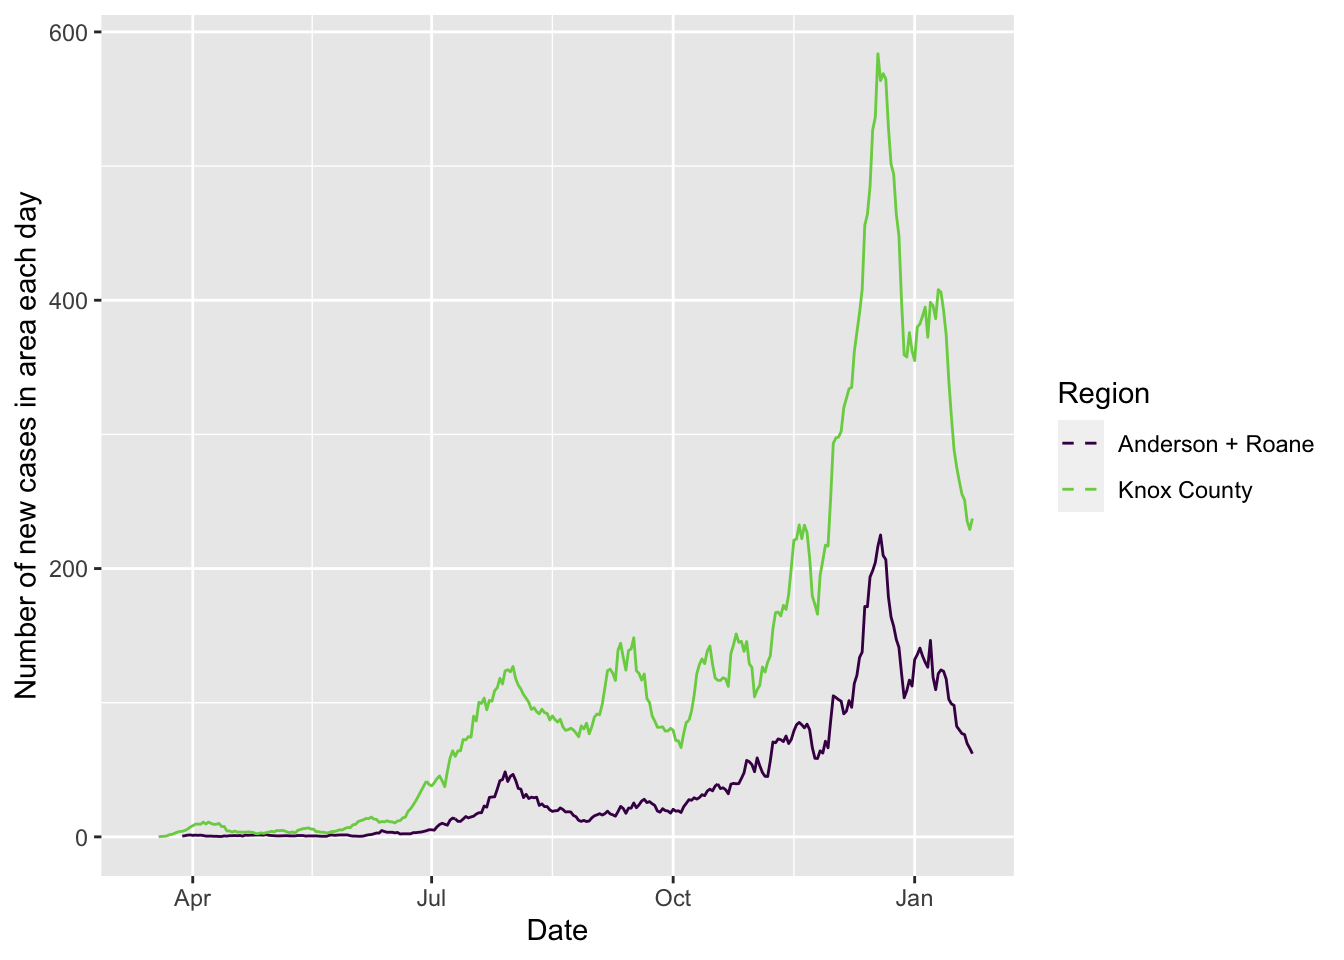 Number of new cases in area each day
600
400
200
0
Apr
Jul
Oct
Jan
Date
Region
Anderson + Roane
Knox County